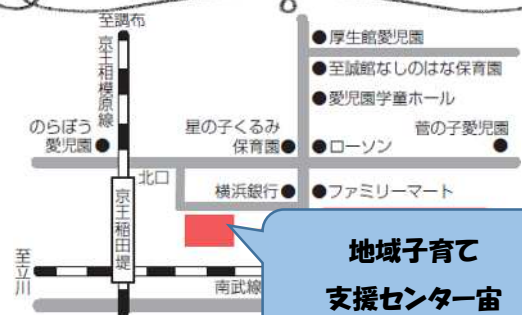 至調布
京王相模原線
●厚生館愛児園
●至誠館なしのはな保育園
●愛児園学童ホール
のらぼう
愛児園●
星の子くるみ
保育園●
●ローソン
菅の子愛児園
●
北口
横浜銀行●
●ファミリーマート
京王稲田堤
至立川
南武線
地域子育て
支援センター宙